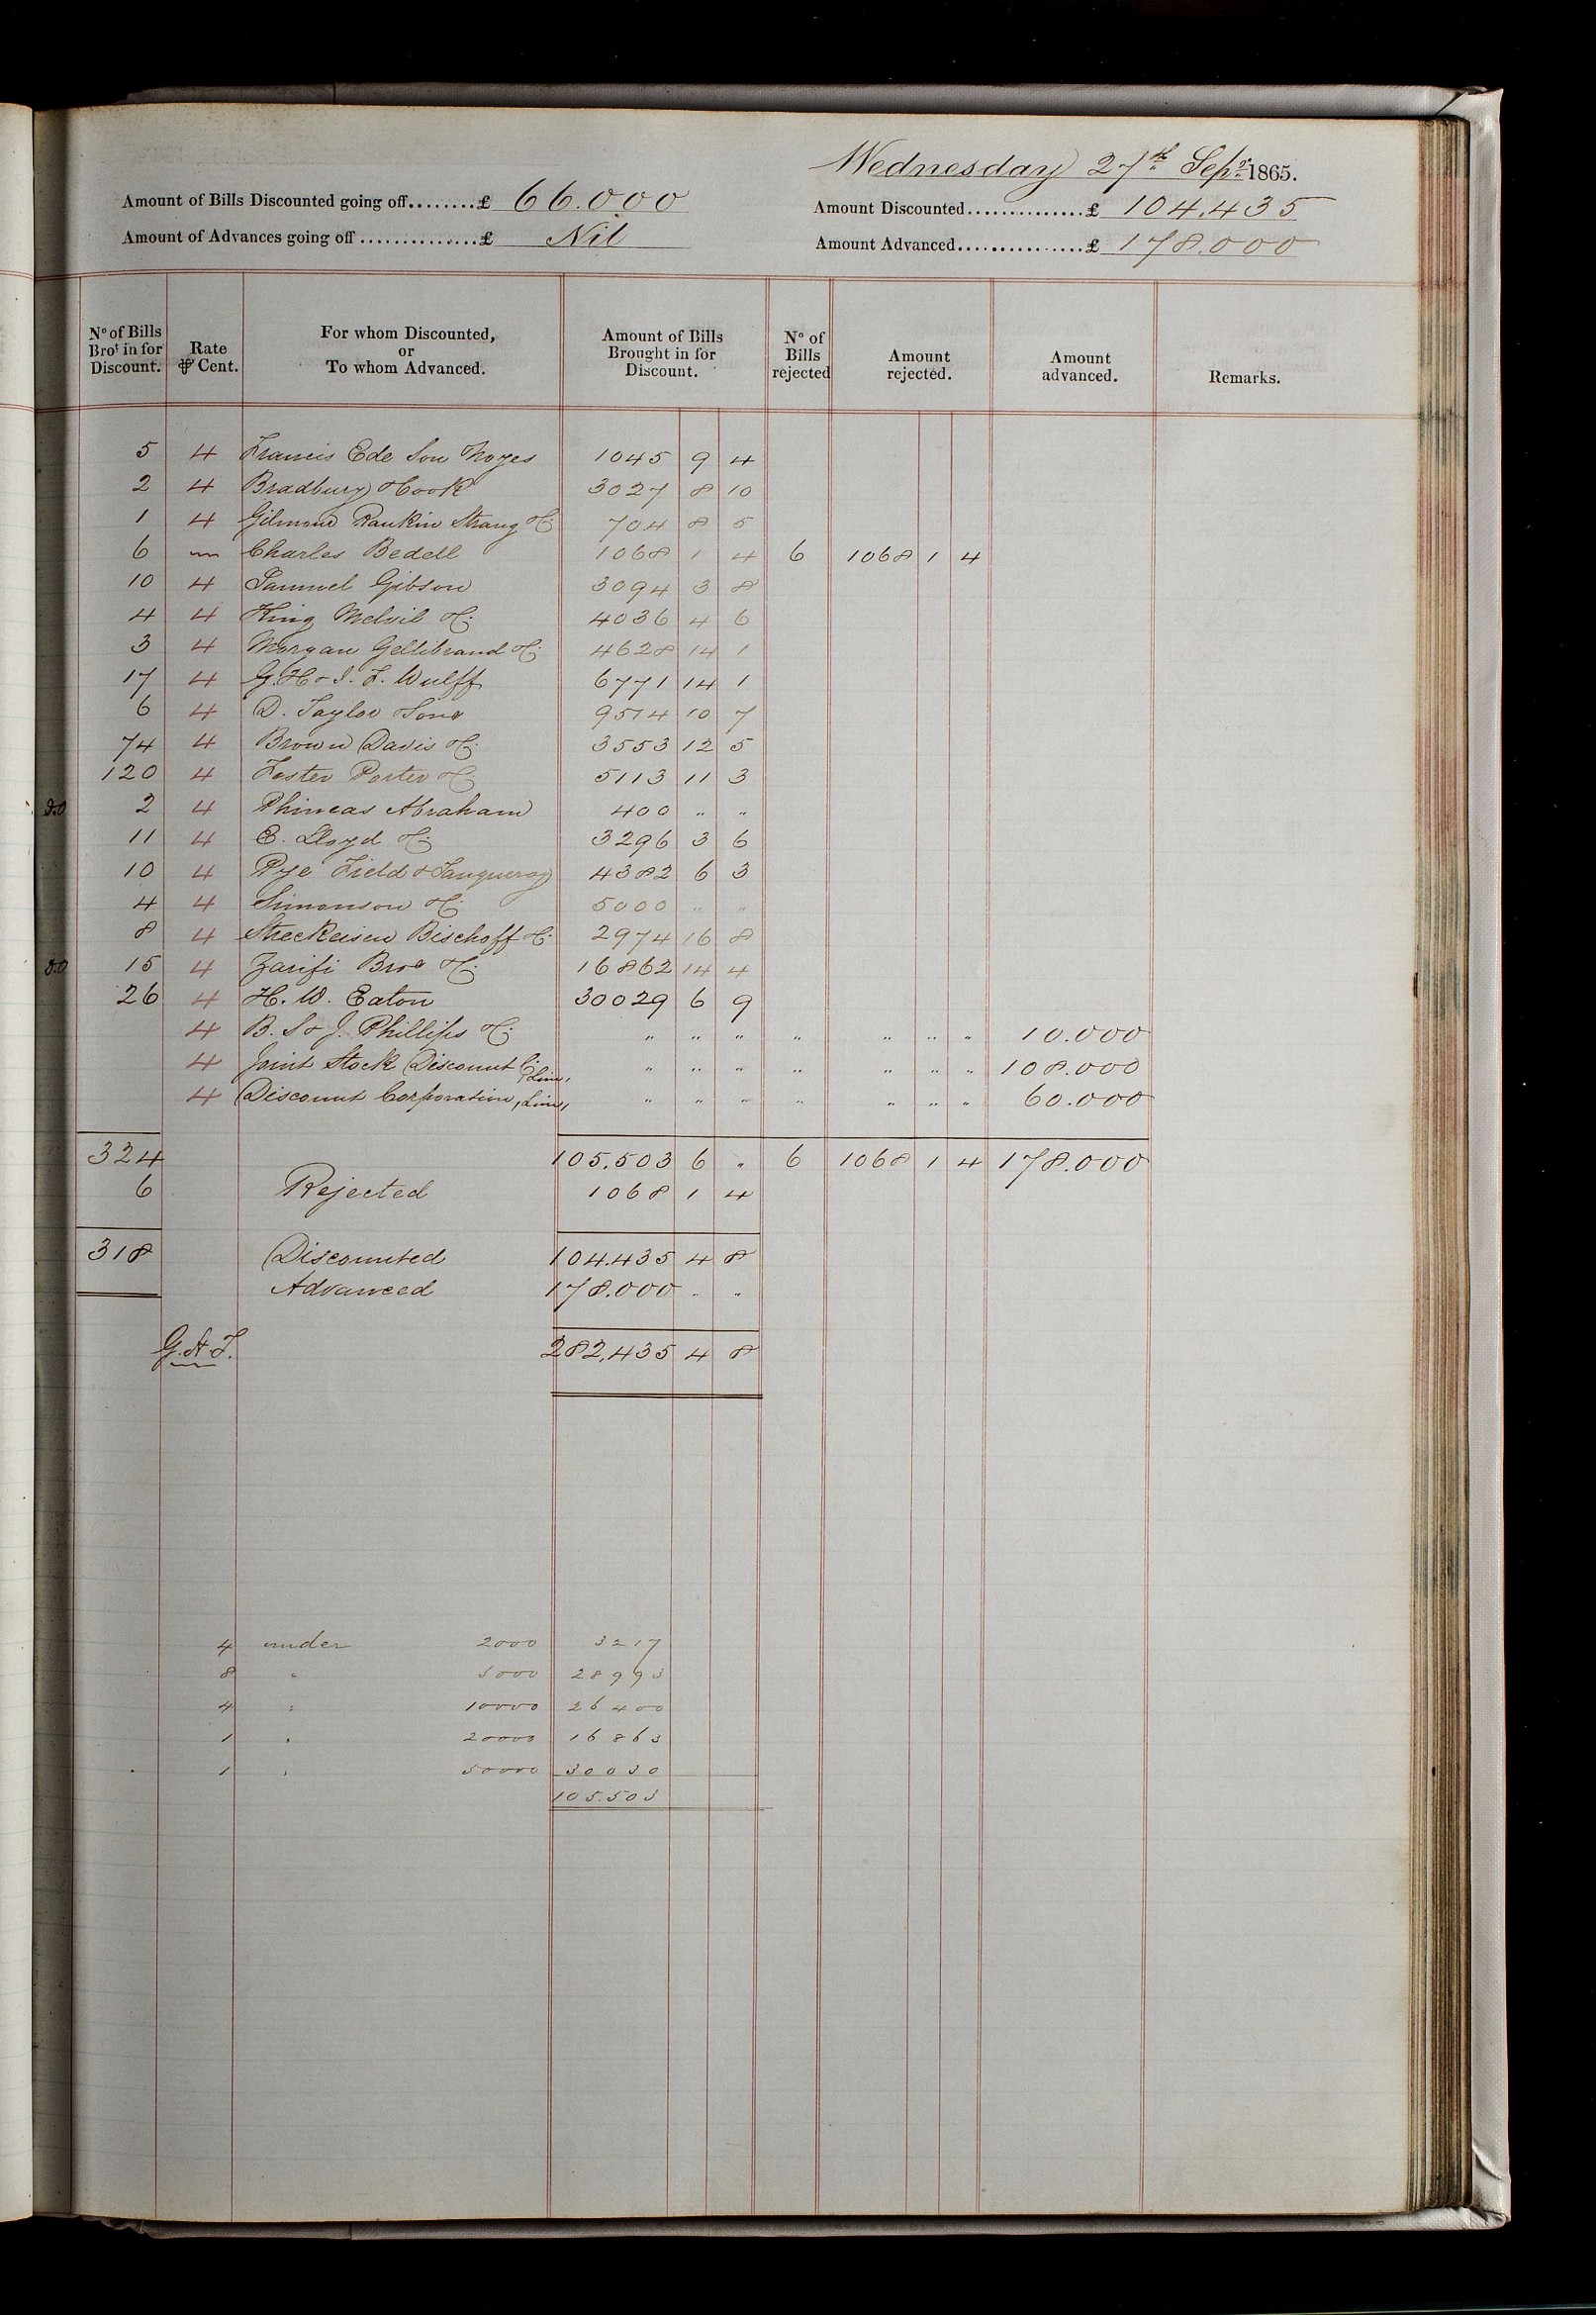 Wednesday 27th Sepr 1865.
Amount of Bills Discounted going off........£ 66.000
Amount Discounted..............£ 104.435
Amount of Advances going off..............£ Nil
Amount Advanced................£ 178.000
No of Bills Brot in for Discount. | Rate ⅌ Cent. | For whom Discounted, or To whom Advanced. | Amount of Bills Brought in for Discount. | No of Bills rejected | Amount rejected. | Amount advanced. | Remarks.
5 4 Francis Ede Son Noyes 1045 9 4
2 4 Bradbury & Cook 3027 8 10
1 4 Gilmour Rankin Strang & Co 704 8 5
6 — Charles Bedell 1068 1 4 6 1068 1 4
10 4 Samuel Gibson 3094 3 8
4 4 King Melvil & Co 4036 4 6
3 4 Morgan Gellibrand & Co 4628 14 1
17 4 G. H & I. F. Wulff 6771 14 1
6 4 D. Taylor & Sons 9514 10 7
74 4 Brown Davis & Co 3553 12 5
120 4 Foster Porter & Co 5113 11 3
2 4 Phineas Abraham 400 " "
11 4 E. Lloyd & Co 3296 3 6
10 4 Pye Field & Tanqueray 4382 6 3
4 4 Simonson & Co 5000 " "
8 4 Streckeisen Bischoff & Co 2974 16 8
15 4 Zarifi Bros & Co 16862 14 4
26 4 H. W. Eaton 30029 6 9
4 B. S & J. Phillips & Co " " " " " " " 10.000
4 Joint Stock Discount Co, Lim, " " " " " " " 108.000
4 Discount Corporation, Lim, " " " " " " " 60.000
324 105,503 6 " 6 1068 1 4 178.000
6 Rejected 1068 1 4
318 Discounted 104.435 4 8
Advanced 178.000 " "
G.A.F. 282,435 4 8
4 under 2000 3217
8 " 5000 28993
4 " 10000 26400
1 " 20000 16863
1 " 50000 30030
105.503